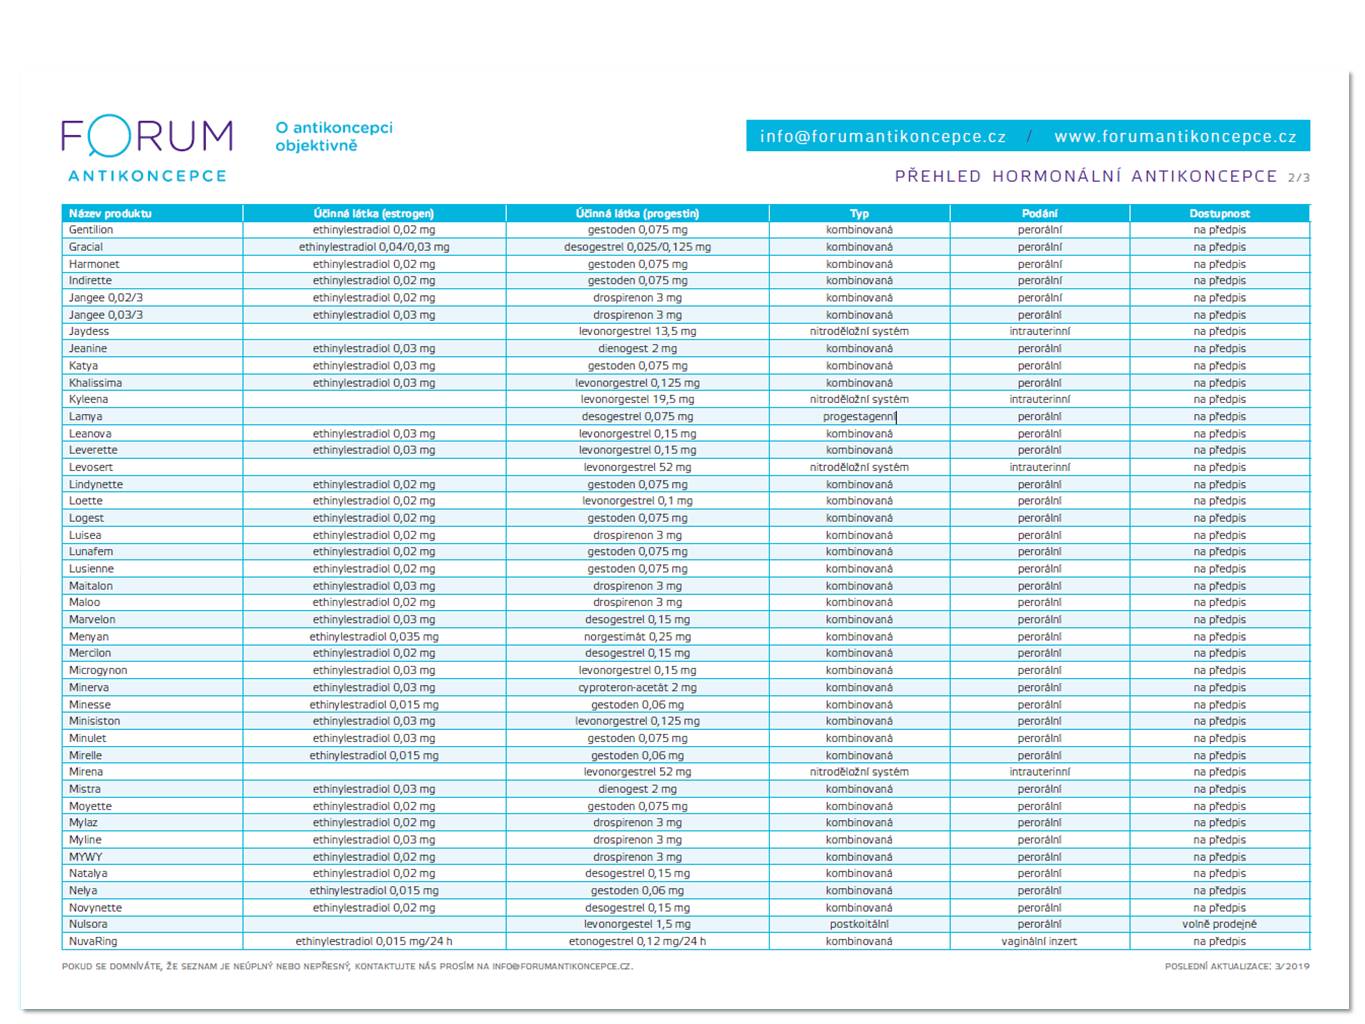 FORUM
ANTIKONCEPCE
O antikoncepci
objektivně
info@forumantikoncepce.cz / www.forumantikoncepce.cz
PŘEHLED HORMONÁLNÍ ANTIKONCEPCE 2/3
Název produktu Účinná látka (estrogen) Účinná látka (progestin) Typ Podání Dostupnost
Gentilion ethinylestradiol 0,02 mg gestoden 0,075 mg kombinovaná perorální na předpis
Gracial ethinylestradiol 0,04/0,03 mg desogestrel 0,025/0,125 mg kombinovaná perorální na předpis
Harmonet ethinylestradiol 0,02 mg gestoden 0,075 mg kombinovaná perorální na předpis
Indirette ethinylestradiol 0,02 mg gestoden 0,075 mg kombinovaná perorální na předpis
Jangee 0,02/3 ethinylestradiol 0,02 mg drospirenon 3 mg kombinovaná perorální na předpis
Jangee 0,03/3 ethinylestradiol 0,03 mg drospirenon 3 mg kombinovaná perorální na předpis
Jaydess levonorgestrel 13,5 mg nitroděložní systém intrauterinní na předpis
Jeanine ethinylestradiol 0,03 mg dienogest 2 mg kombinovaná perorální na předpis
Katya ethinylestradiol 0,03 mg gestoden 0,075 mg kombinovaná perorální na předpis
Khalissima ethinylestradiol 0,03 mg levonorgestrel 0,125 mg kombinovaná perorální na předpis
Kyleena levonorgestel 19,5 mg nitroděložní systém intrauterinní na předpis
Lamya desogestrel 0,075 mg progestagenní perorální na předpis
Leanova ethinylestradiol 0,03 mg levonorgestrel 0,15 mg kombinovaná perorální na předpis
Leverette ethinylestradiol 0,03 mg levonorgestrel 0,15 mg kombinovaná perorální na předpis
Levosert levonorgestrel 52 mg nitroděložní systém intrauterinní na předpis
Lindynette ethinylestradiol 0,02 mg gestoden 0,075 mg kombinovaná perorální na předpis
Loette ethinylestradiol 0,02 mg levonorgestrel 0,1 mg kombinovaná perorální na předpis
Logest ethinylestradiol 0,02 mg gestoden 0,075 mg kombinovaná perorální na předpis
Luisea ethinylestradiol 0,02 mg drospirenon 3 mg kombinovaná perorální na předpis
Lunafem ethinylestradiol 0,02 mg gestoden 0,075 mg kombinovaná perorální na předpis
Lusienne ethinylestradiol 0,02 mg gestoden 0,075 mg kombinovaná perorální na předpis
Maitalon ethinylestradiol 0,03 mg drospirenon 3 mg kombinovaná perorální na předpis
Maloo ethinylestradiol 0,02 mg drospirenon 3 mg kombinovaná perorální na předpis
Marvelon ethinylestradiol 0,03 mg desogestrel 0,15 mg kombinovaná perorální na předpis
Menyan ethinylestradiol 0,035 mg norgestimát 0,25 mg kombinovaná perorální na předpis
Mercilon ethinylestradiol 0,02 mg desogestrel 0,15 mg kombinovaná perorální na předpis
Microgynon ethinylestradiol 0,03 mg levonorgestrel 0,15 mg kombinovaná perorální na předpis
Minerva ethinylestradiol 0,03 mg cyproteron-acetát 2 mg kombinovaná perorální na předpis
Minesse ethinylestradiol 0,015 mg gestoden 0,06 mg kombinovaná perorální na předpis
Minisiston ethinylestradiol 0,03 mg levonorgestrel 0,125 mg kombinovaná perorální na předpis
Minulet ethinylestradiol 0,03 mg gestoden 0,075 mg kombinovaná perorální na předpis
Mirelle ethinylestradiol 0,015 mg gestoden 0,06 mg kombinovaná perorální na předpis
Mirena levonorgestrel 52 mg nitroděložní systém intrauterinní na předpis
Mistra ethinylestradiol 0,03 mg dienogest 2 mg kombinovaná perorální na předpis
Moyette ethinylestradiol 0,02 mg gestoden 0,075 mg kombinovaná perorální na předpis
Mylaz ethinylestradiol 0,02 mg drospirenon 3 mg kombinovaná perorální na předpis
Myline ethinylestradiol 0,03 mg drospirenon 3 mg kombinovaná perorální na předpis
MYWY ethinylestradiol 0,02 mg drospirenon 3 mg kombinovaná perorální na předpis
Natalya ethinylestradiol 0,02 mg desogestrel 0,15 mg kombinovaná perorální na předpis
Nelya ethinylestradiol 0,015 mg gestoden 0,06 mg kombinovaná perorální na předpis
Novynette ethinylestradiol 0,02 mg desogestrel 0,15 mg kombinovaná perorální na předpis
Nulsora levonorgestel 1,5 mg postkoitální perorální volně prodejné
NuvaRing ethinylestradiol 0,015 mg/24 h etonogestrel 0,12 mg/24 h kombinovaná vaginální inzert na předpis
POKUD SE DOMNÍVÁTE, ŽE SEZNAM JE NEÚPLNÝ NEBO NEPŘESNÝ, KONTAKTUJTE NÁS PROSÍM NA INFO@FORUMANTIKONCEPCE.CZ. POSLEDNÍ AKTUALIZACE: 3/2019